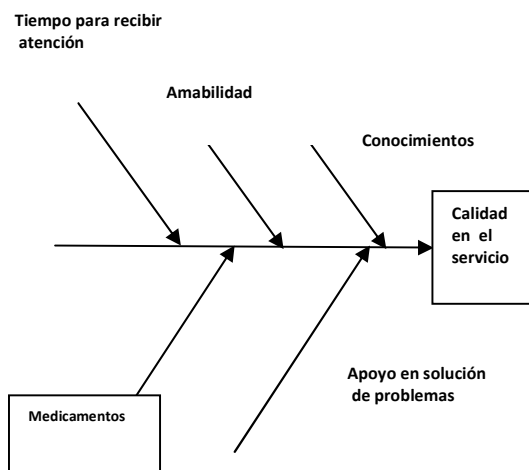 Tiempo para recibir
atención
Amabilidad
Conocimientos
Calidad
en el
servicio
Apoyo en solución
de problemas
Medicamentos